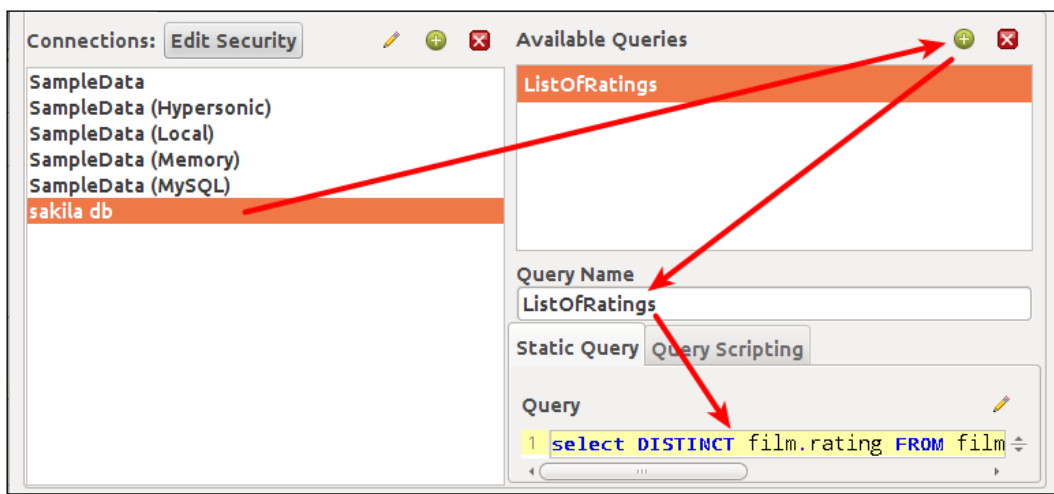 Connections: Edit Security
SampleData
SampleData (Hypersonic)
SampleData (Local)
SampleData (Memory)
SampleData (MySQL)
sakila db
Available Queries
ListOfRatings
Query Name
ListOfRatings
Static Query Query Scripting
Query
1 select DISTINCT film.rating FROM film